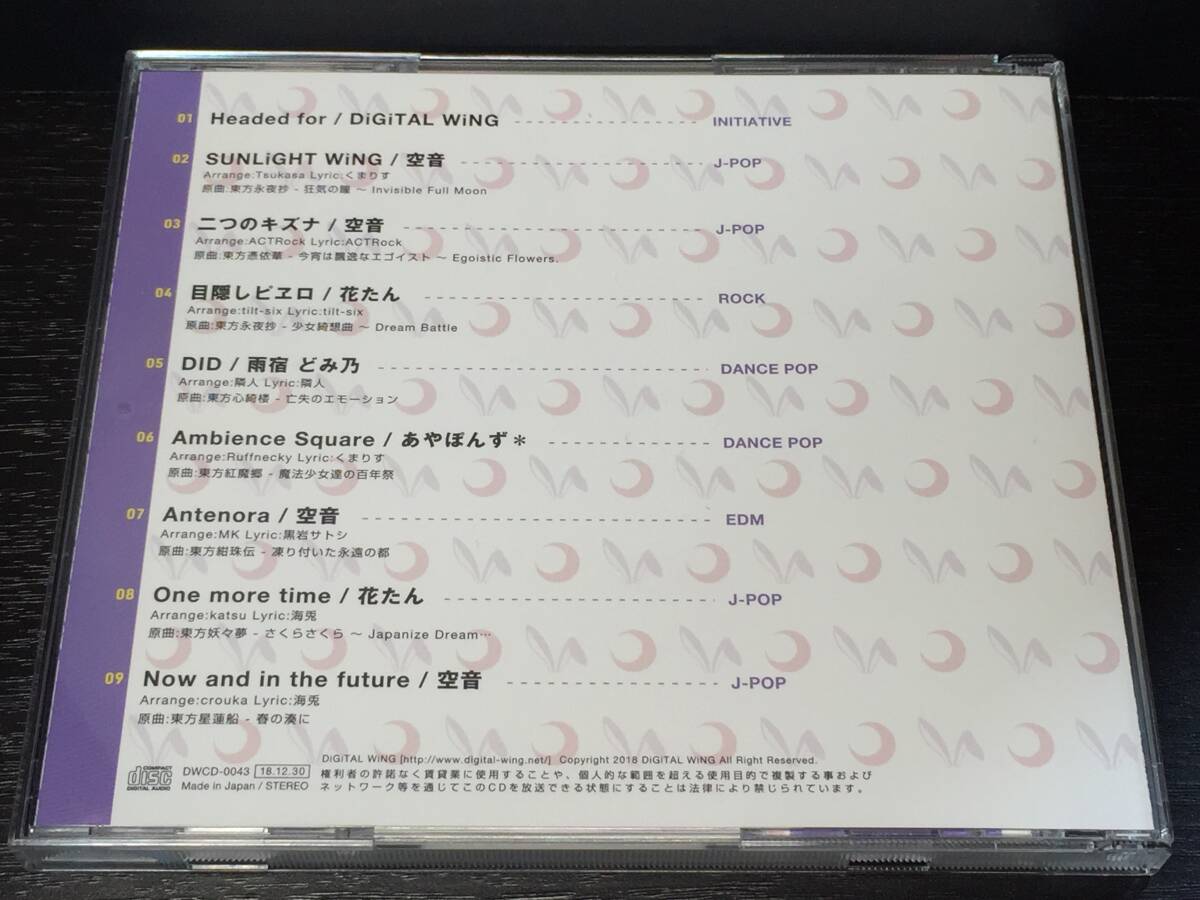 01 Headed for / DiGiTAL WiNG INITIATIVE
02 SUNLiGHT WiNG / 空音 J-POP
Arrange:Tsukasa Lyric:くまりす
原曲:東方永夜抄 - 狂気の瞳 ～ Invisible Full Moon
03 二つのキズナ / 空音 J-POP
Arrange:ACTRock Lyric:ACTRock
原曲:東方憑依華 - 今宵は飄逸なエゴイスト ～ Egoistic Flowers.
04 目隠しピヱロ / 花たん ROCK
Arrange:tilt-six Lyric:tilt-six
原曲:東方永夜抄 - 少女綺想曲 ～ Dream Battle
05 DID / 雨宿 どみ乃 DANCE POP
Arrange:隣人 Lyric:隣人
原曲:東方心綺楼 - 亡失のエモーション
06 Ambience Square / あやぽんず＊ DANCE POP
Arrange:Ruffnecky Lyric:くまりす
原曲:東方紅魔郷 - 魔法少女達の百年祭
07 Antenora / 空音 EDM
Arrange:MK Lyric:黒岩サトシ
原曲:東方紺珠伝 - 凍り付いた永遠の都
08 One more time / 花たん J-POP
Arrange:katsu Lyric:海兎
原曲:東方妖々夢 - さくらさくら ～ Japanize Dream…
09 Now and in the future / 空音 J-POP
Arrange:crouka Lyric:海兎
原曲:東方星蓮船 - 春の湊に
DiGiTAL WiNG [http://www.digital-wing.net/] Copyright 2018 DiGiTAL WiNG All Right Reserved.
COMPACT disc DIGITAL AUDIO
DWCD-0043 18.12.30
Made in Japan / STEREO
権利者の許諾なく賃貸業に使用することや、個人的な範囲を超える使用目的で複製する事および
ネットワーク等を通じてこのCDを放送できる状態にすることは法律により禁じられています。